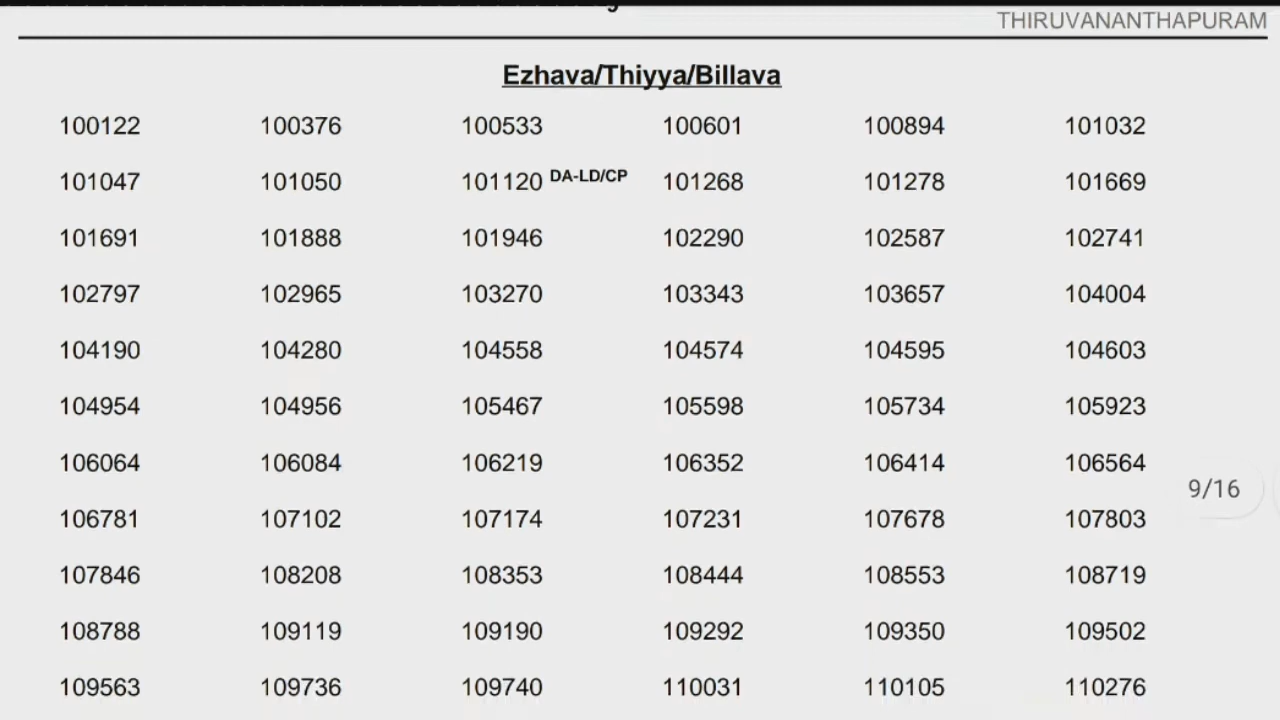 THIRUVANANTHAPURAM
Ezhava/Thiyya/Billava
100122 100376 100533 100601 100894 101032
101047 101050 101120 DA-LD/CP 101268 101278 101669
101691 101888 101946 102290 102587 102741
102797 102965 103270 103343 103657 104004
104190 104280 104558 104574 104595 104603
104954 104956 105467 105598 105734 105923
106064 106084 106219 106352 106414 106564
9/16
106781 107102 107174 107231 107678 107803
107846 108208 108353 108444 108553 108719
108788 109119 109190 109292 109350 109502
109563 109736 109740 110031 110105 110276